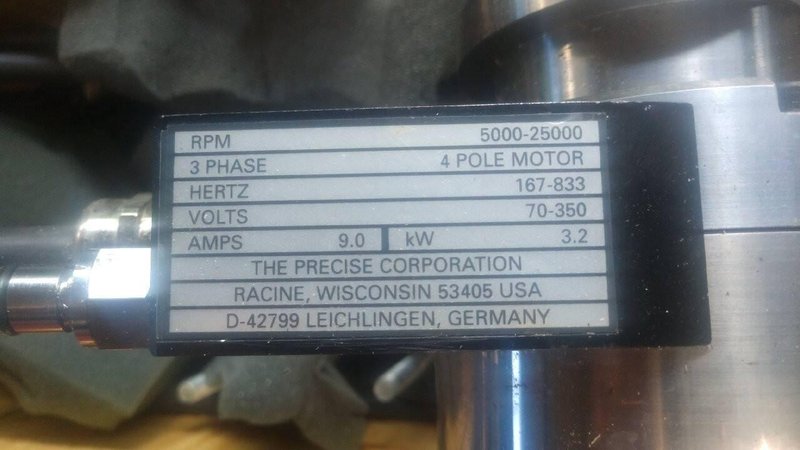 RPM 5000-25000
3 PHASE 4 POLE MOTOR
HERTZ 167-833
VOLTS 70-350
AMPS 9.0 kW 3.2
THE PRECISE CORPORATION
RACINE, WISCONSIN 53405 USA
D-42799 LEICHLINGEN, GERMANY